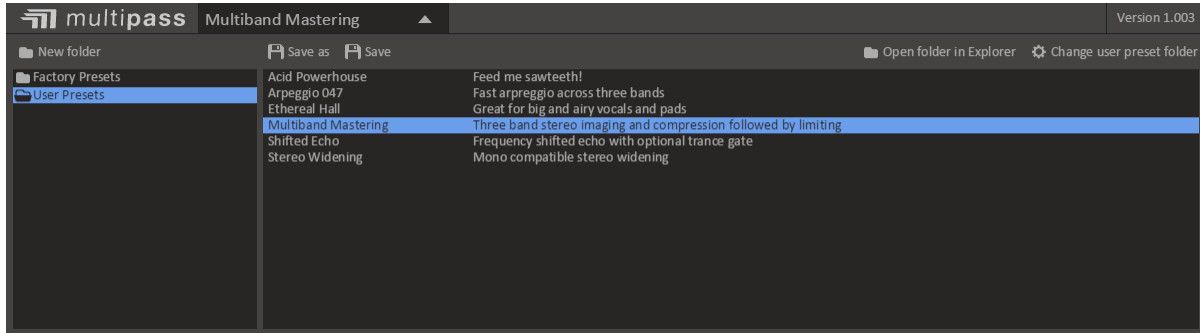 multipass Multiband Mastering Version 1.003
New folder Save as Save Open folder in Explorer Change user preset folder
Factory Presets
User Presets
Acid Powerhouse Feed me sawteeth!
Arpeggio 047 Fast arpreggio across three bands
Ethereal Hall Great for big and airy vocals and pads
Multiband Mastering Three band stereo imaging and compression followed by limiting
Shifted Echo Frequency shifted echo with optional trance gate
Stereo Widening Mono compatible stereo widening